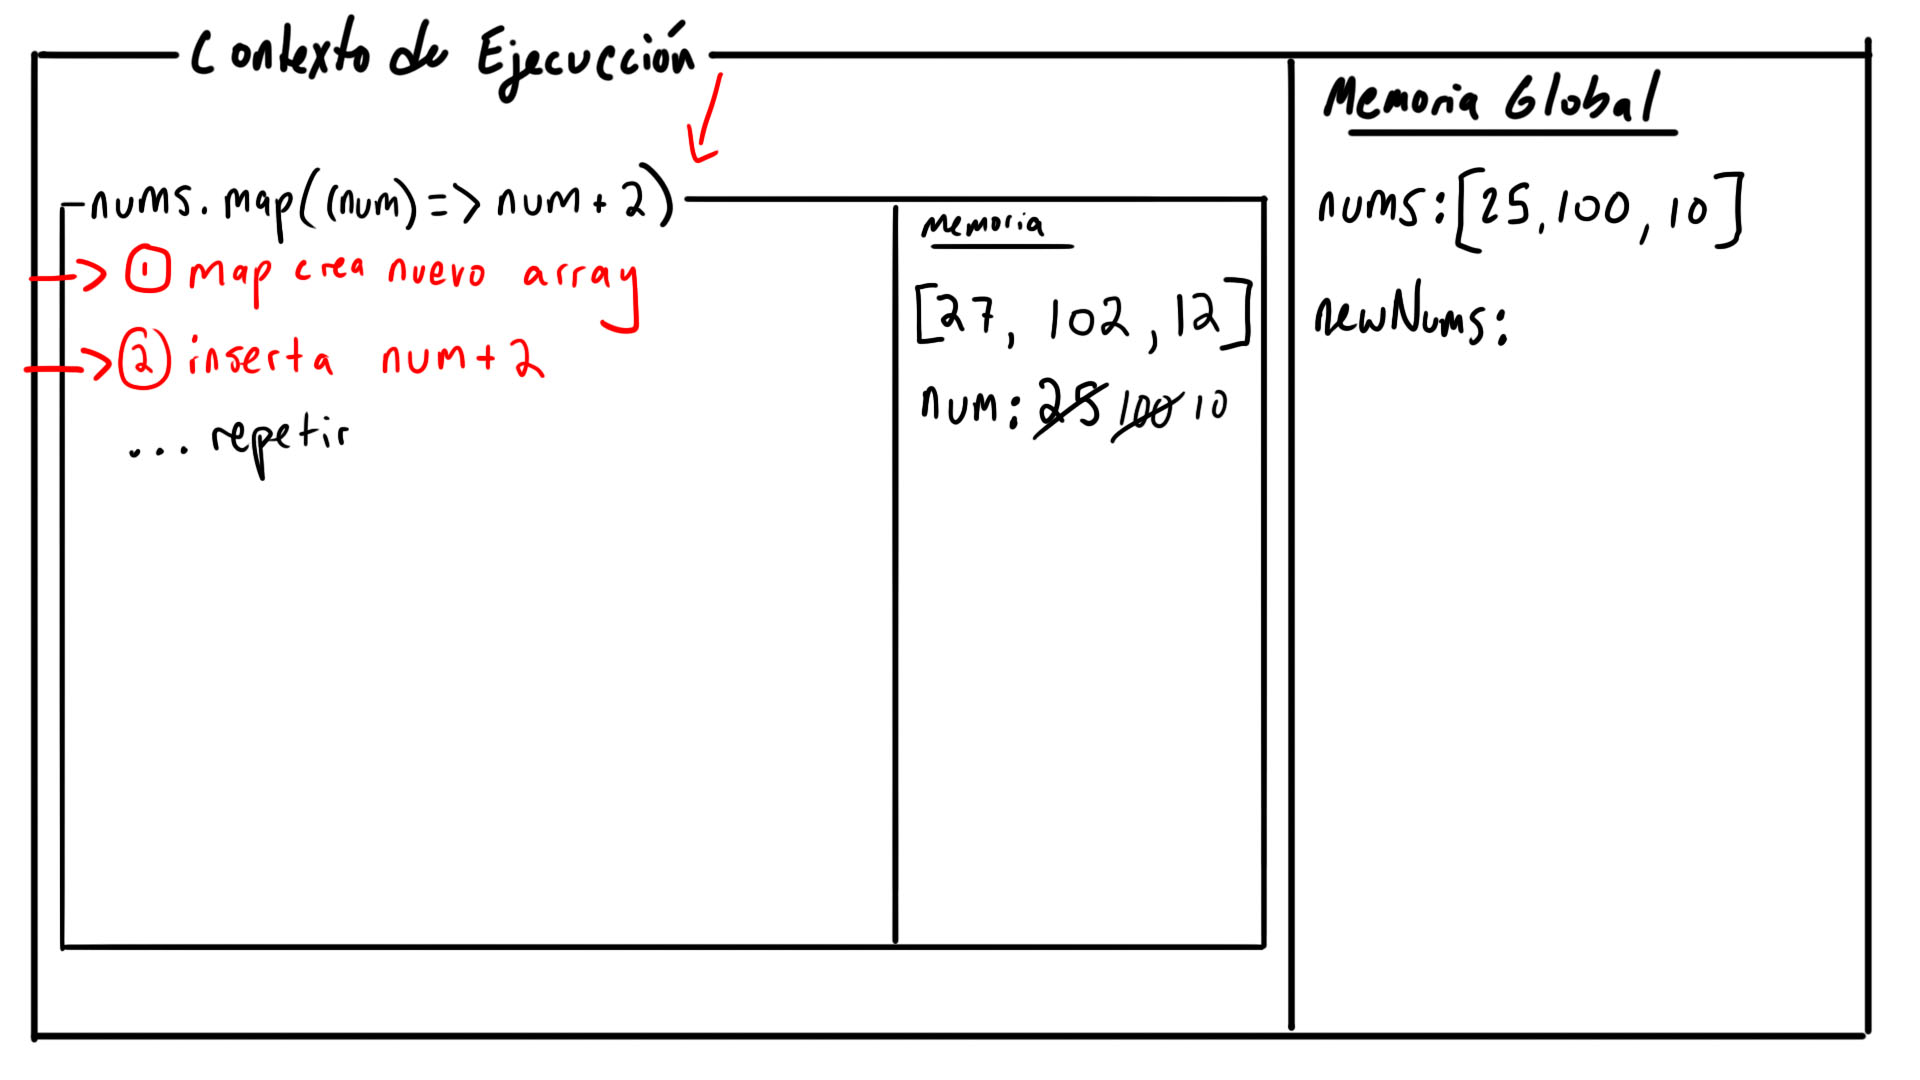 Contexto de Ejecucción
nums.map((num)=> num + 2)
① map crea nuevo array
② inserta num + 2
... repetir
Memoria
[27, 102, 12]
num: 25 100 10
Memoria Global
nums: [25, 100, 10]
newNums: